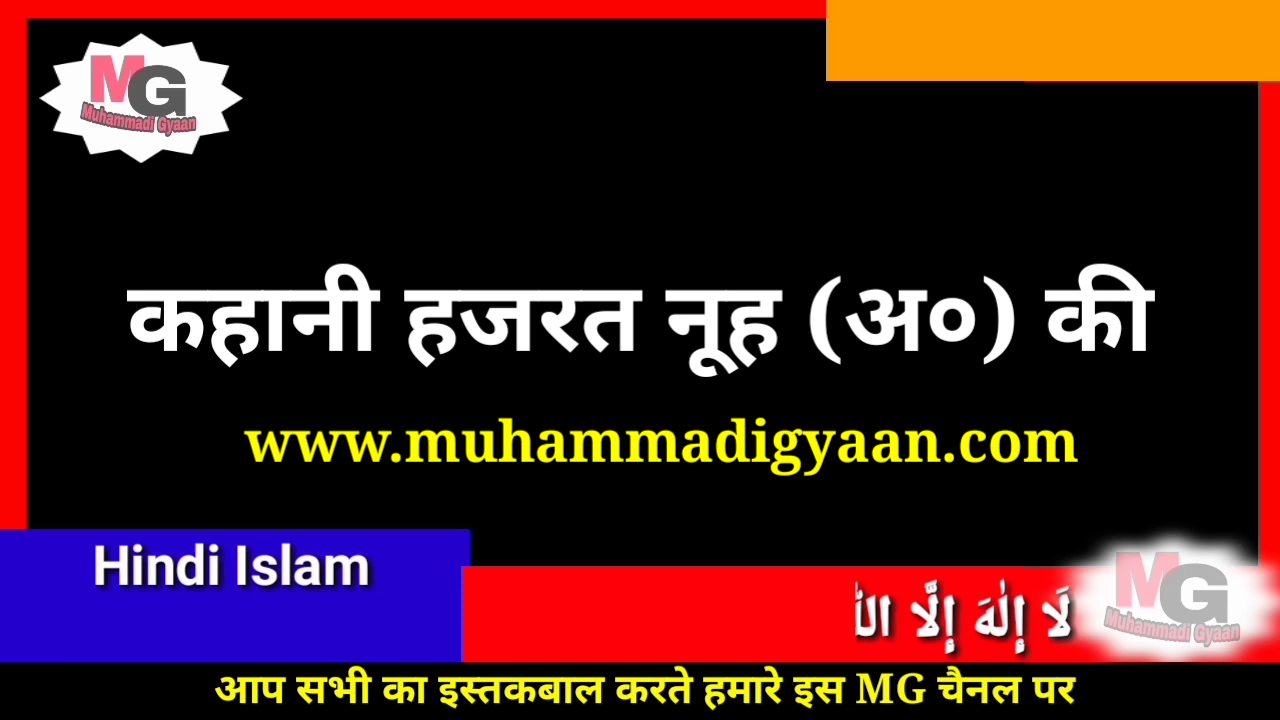 MG
Muhammadi Gyaan
कहानी हजरत नूह (अ०) की
www.muhammadigyaan.com
Hindi Islam
لَا إِلٰهَ إِلَّا
MG
Muhammadi Gyaan
आप सभी का इस्तकबाल करते हमारे इस MG चैनल पर